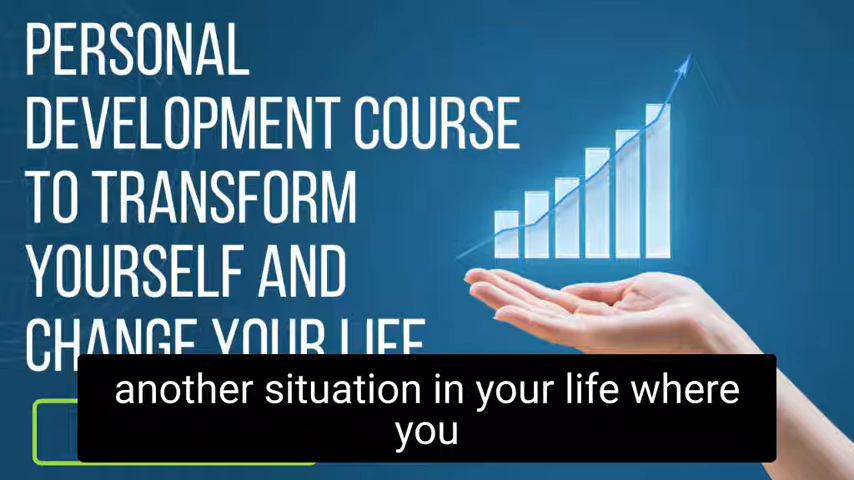 PERSONAL
DEVELOPMENT COURSE
TO TRANSFORM
YOURSELF AND
CHANGE YOUR LIFE
another situation in your life where
you